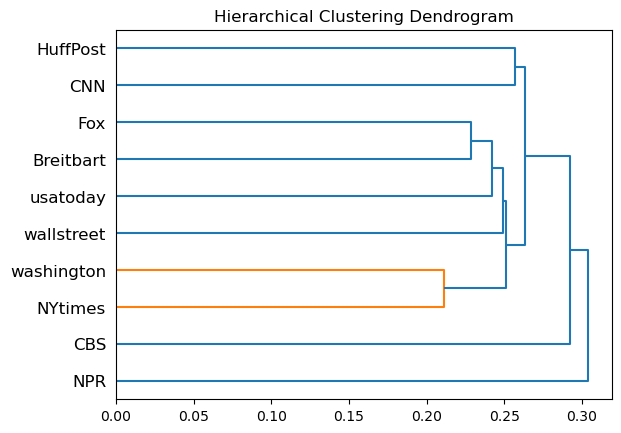 Hierarchical Clustering Dendrogram
HuffPost
CNN
Fox
Breitbart
usatoday
wallstreet
washington
NYtimes
CBS
NPR
0.00 0.05 0.10 0.15 0.20 0.25 0.30